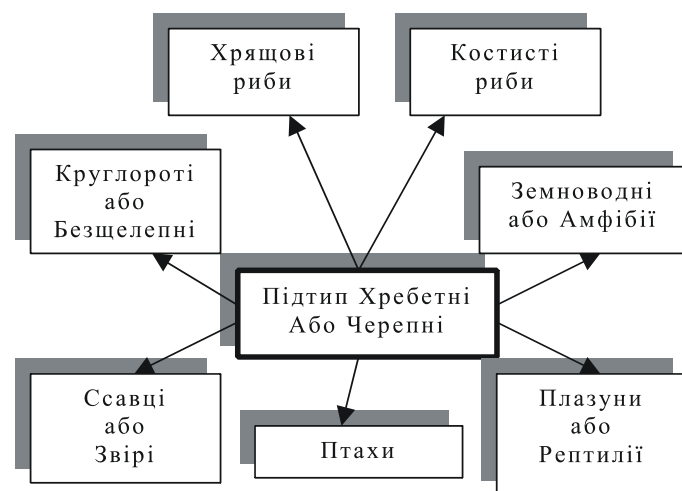 Хрящові
риби
Костисті
риби
Круглороті
або
Безщелепні
Земноводні
або Амфібії
Підтип Хребетні
Або Черепні
Ссавці
або
Звірі
Птахи
Плазуни
або
Рептилії